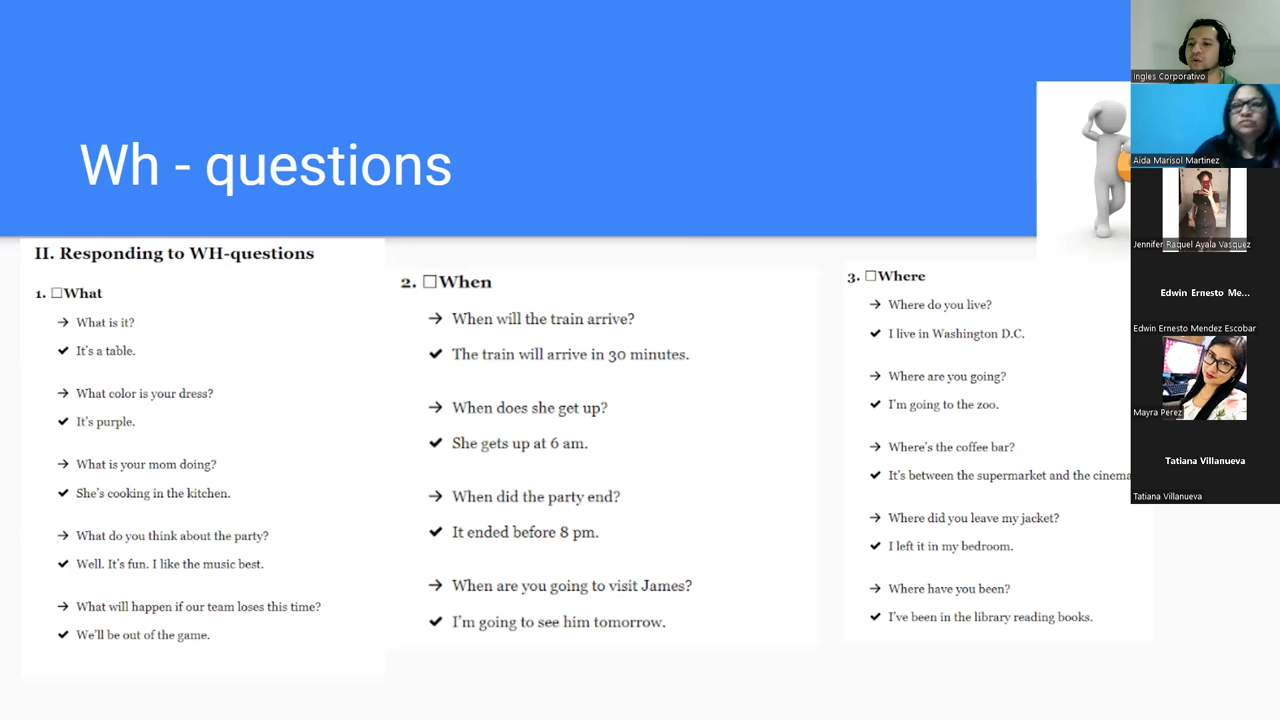 Wh - questions
II. Responding to WH-questions
1. ☐What
→ What is it?
✔ It's a table.
→ What color is your dress?
✔ It's purple.
→ What is your mom doing?
✔ She's cooking in the kitchen.
→ What do you think about the party?
✔ Well. It's fun. I like the music best.
→ What will happen if our team loses this time?
✔ We'll be out of the game.
2. ☐When
→ When will the train arrive?
✔ The train will arrive in 30 minutes.
→ When does she get up?
✔ She gets up at 6 am.
→ When did the party end?
✔ It ended before 8 pm.
→ When are you going to visit James?
✔ I'm going to see him tomorrow.
3. ☐Where
→ Where do you live?
✔ I live in Washington D.C.
→ Where are you going?
✔ I'm going to the zoo.
→ Where's the coffee bar?
✔ It's between the supermarket and the cinema
→ Where did you leave my jacket?
✔ I left it in my bedroom.
→ Where have you been?
✔ I've been in the library reading books.
Ingles Corporativo
Aida Marisol Martinez
Jennifer Raquel Ayala Vasquez
Edwin Ernesto Me...
Edwin Ernesto Mendez Escobar
Mayra Perez
Tatiana Villanueva
Tatiana Villanueva